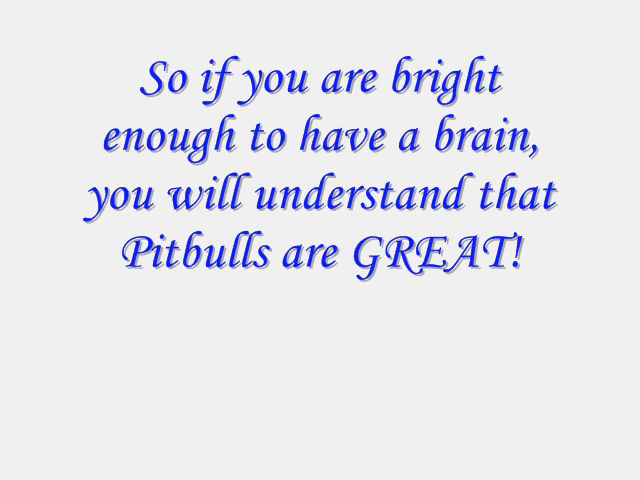 So if you are bright
enough to have a brain,
you will understand that
Pitbulls are GREAT!